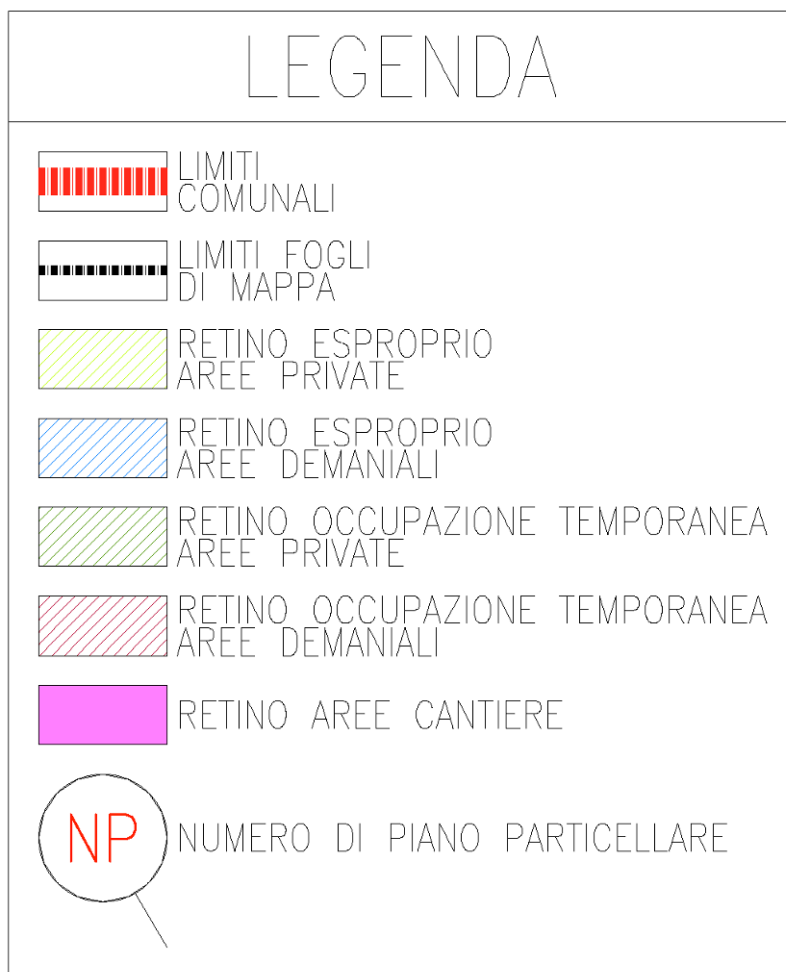 LEGENDA
LIMITI
COMUNALI
LIMITI FOGLI
DI MAPPA
RETINO ESPROPRIO
AREE PRIVATE
RETINO ESPROPRIO
AREE DEMANIALI
RETINO OCCUPAZIONE TEMPORANEA
AREE PRIVATE
RETINO OCCUPAZIONE TEMPORANEA
AREE DEMANIALI
RETINO AREE CANTIERE
NP
NUMERO DI PIANO PARTICELLARE